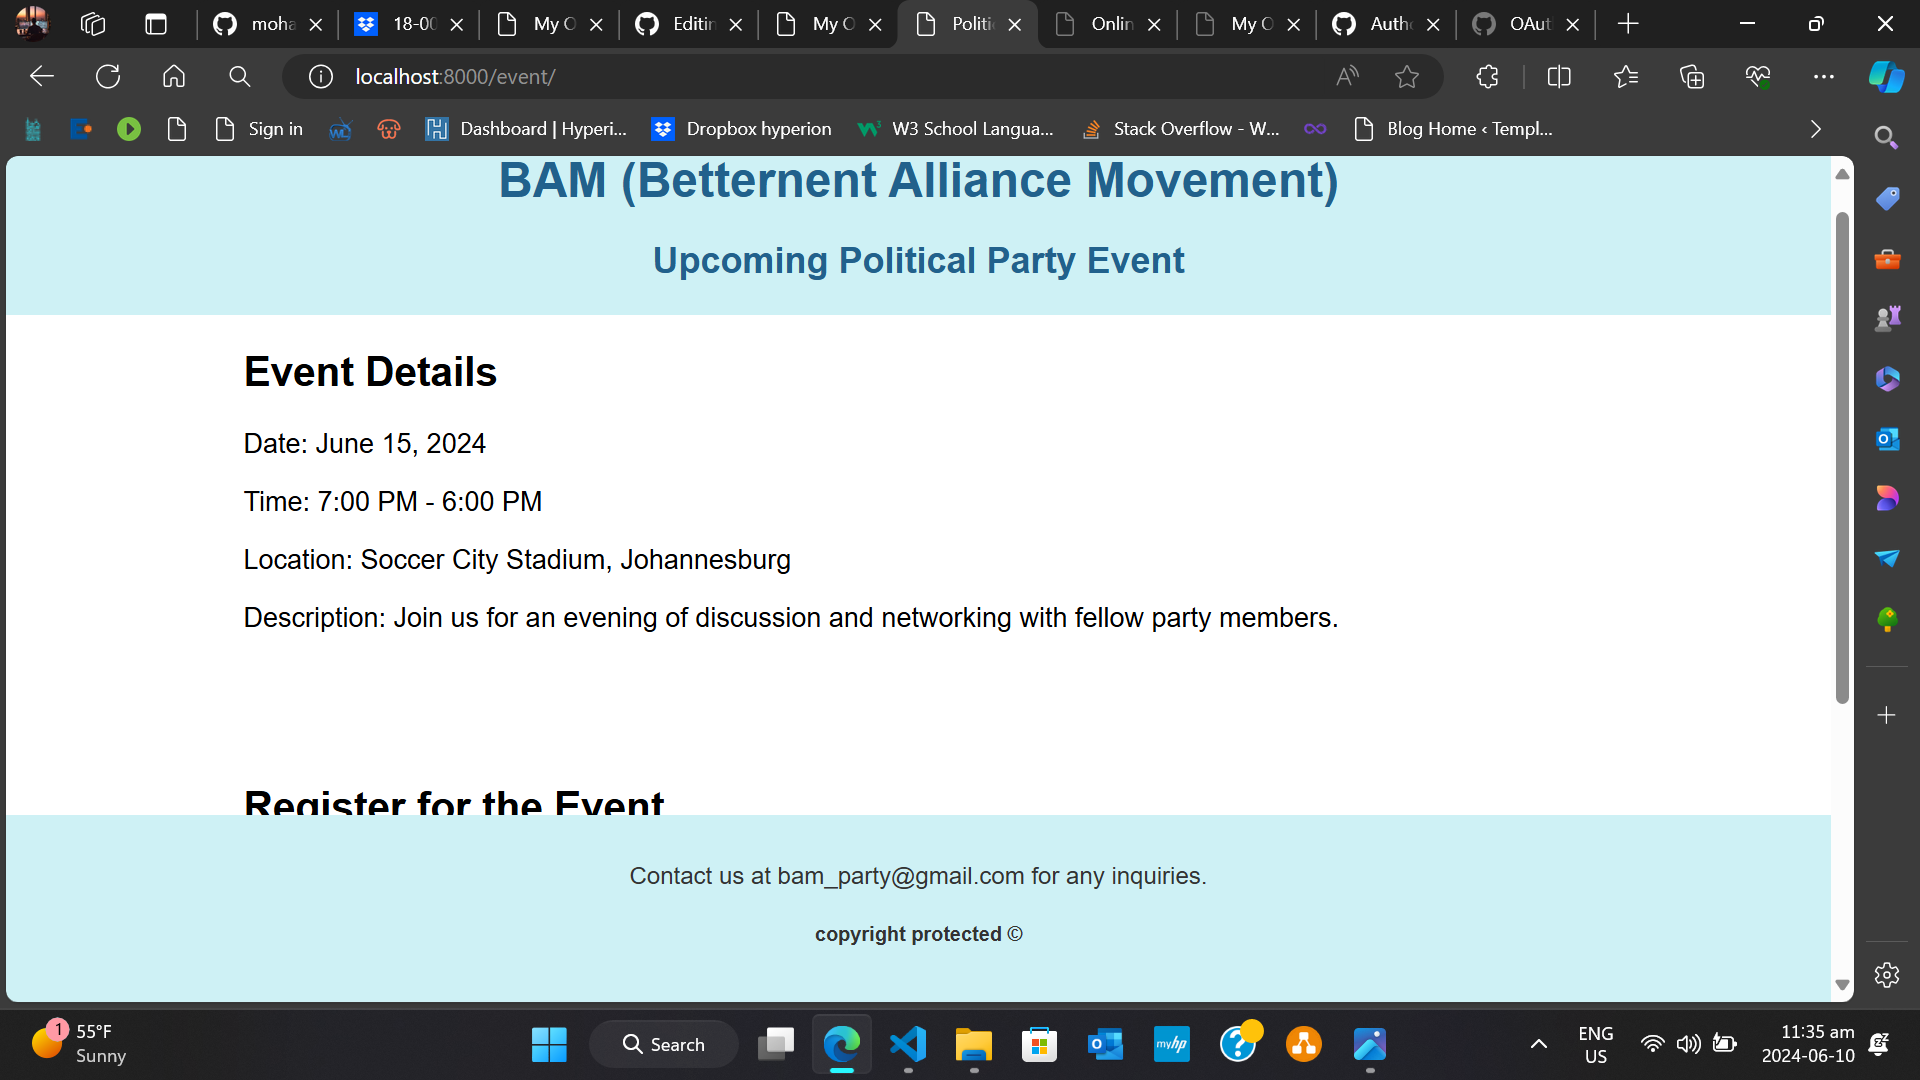 moha
18-00
My O
Editin
My O
Politic
Onlin
My O
Auth
OAut
localhost:8000/event/
Sign in
Dashboard | Hyperi...
Dropbox hyperion
W3 School Langua...
Stack Overflow - W...
Blog Home ‹ Templ...
BAM (Betternent Alliance Movement)
Upcoming Political Party Event
Event Details
Date: June 15, 2024
Time: 7:00 PM - 6:00 PM
Location: Soccer City Stadium, Johannesburg
Description: Join us for an evening of discussion and networking with fellow party members.
Register for the Event
Contact us at bam_party@gmail.com for any inquiries.
copyright protected ©
1
55°F
Sunny
Search
myhp
ENG
US
11:35 am
2024-06-10